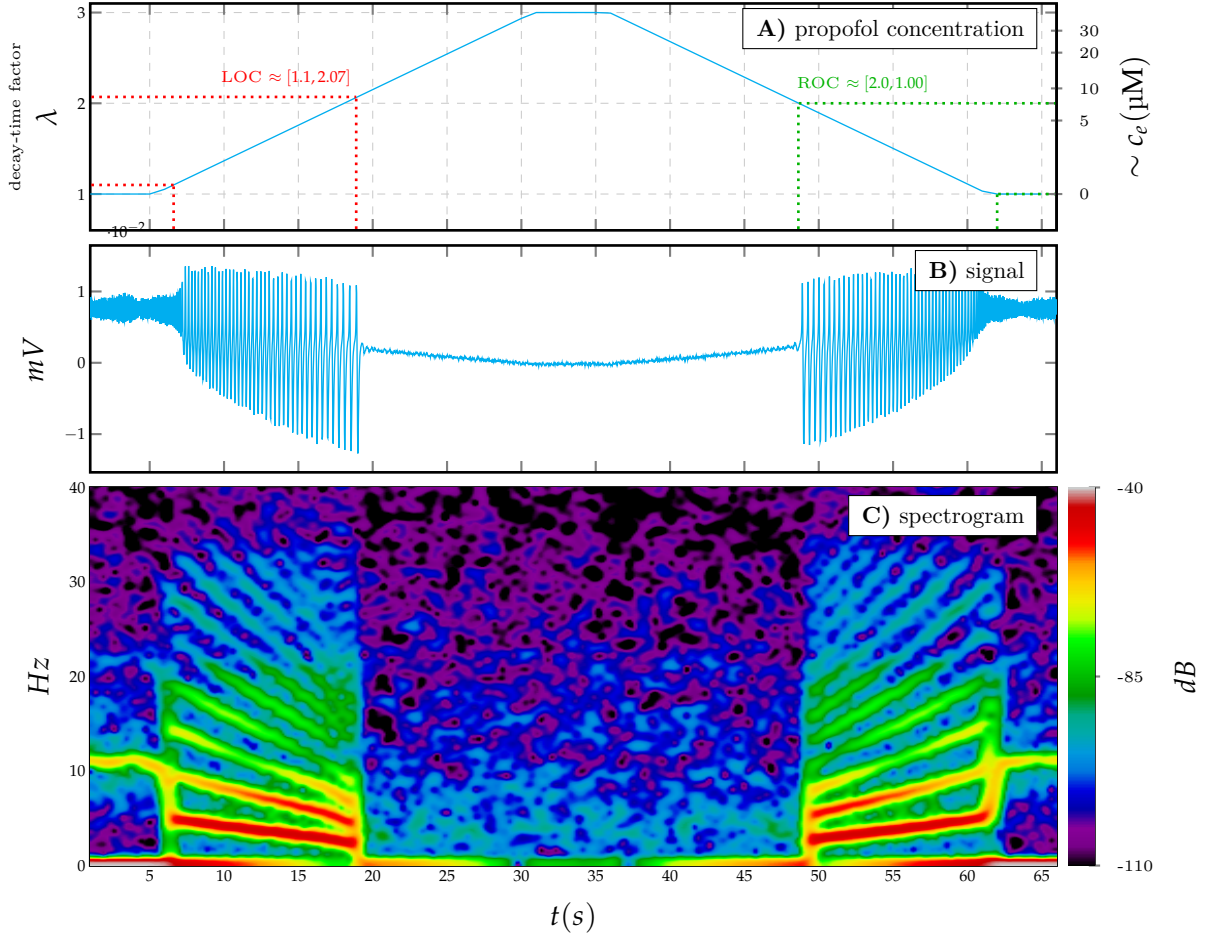 A) propofol concentration
decay-time factor
λ
3
2
1
LOC ≈ [1.1, 2.07]
ROC ≈ [2.0, 1.00]
30
20
10
5
0
∼ cₑ(µM)
·10⁻²
B) signal
mV
1
0
−1
C) spectrogram
Hz
40
30
20
10
0
5 10 15 20 25 30 35 40 45 50 55 60 65
t(s)
-40
-85
-110
dB